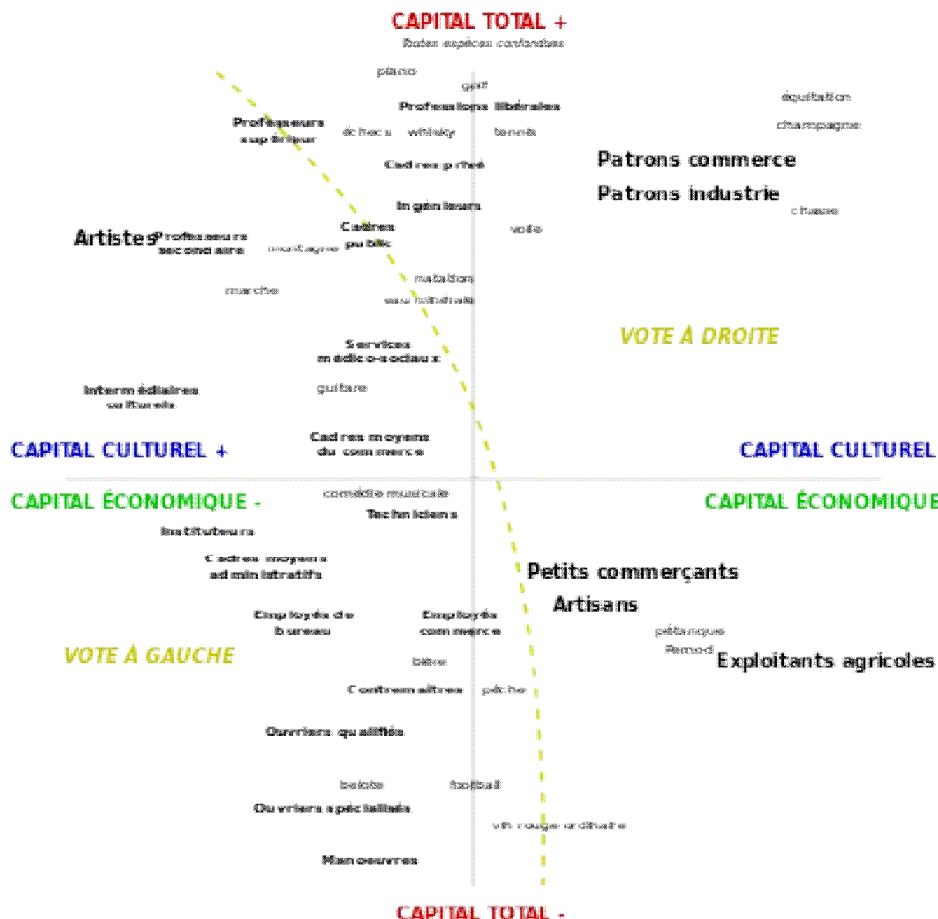 CAPITAL TOTAL +
Toutes espèces confondues
piano
golf
équitation
Professions libérales
champagne
Professeurs
supérieur
échecs
whisky
tennis
Patrons commerce
Cadres privé
Patrons industrie
Ingénieurs
chasse
Cadres
public
voile
Artistes
Professeurs
secondaire
montagne
natation
marche
eau minérale
VOTE À DROITE
Services
médico-sociaux
guitare
Intermédiaires
culturels
Cadres moyens
du commerce
CAPITAL CULTUREL +
CAPITAL CULTUREL
comédie musicale
CAPITAL ÉCONOMIQUE -
CAPITAL ÉCONOMIQUE
Techniciens
Instituteurs
Cadres moyens
administratifs
Petits commerçants
Artisans
Employés de
bureau
Employés
commerce
pétanque
Pernod
VOTE À GAUCHE
bière
Exploitants agricoles
Contremaîtres
pêche
Ouvriers qualifiés
belote
football
Ouvriers spécialisés
vin rouge ordinaire
Manoeuvres
CAPITAL TOTAL -